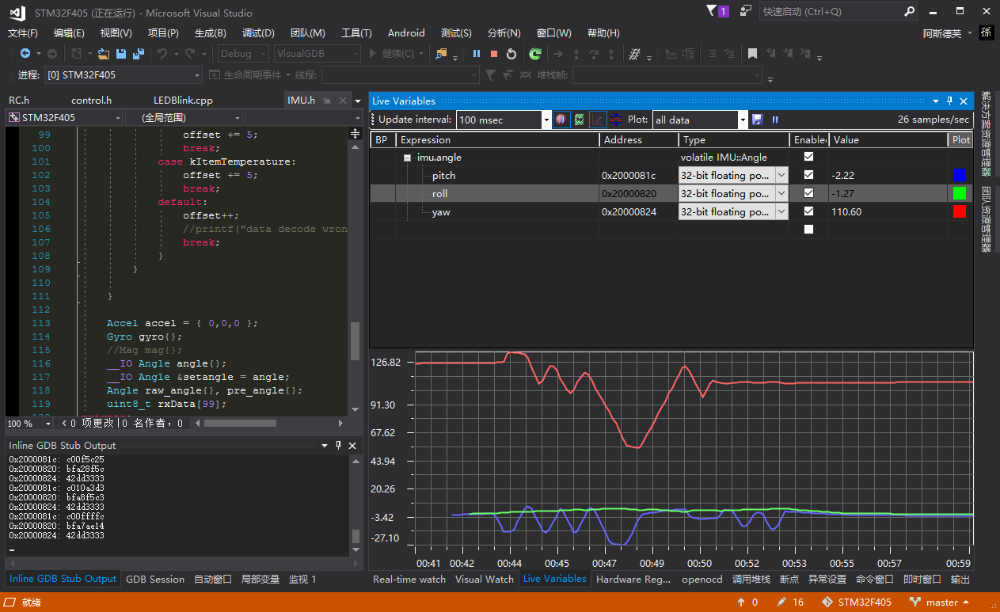 STM32F405 (正在运行) - Microsoft Visual Studio
1
快速启动 (Ctrl+Q)
文件(F) 编辑(E) 视图(V) 项目(P) 生成(B) 调试(D) 团队(M) 工具(T) Android 测试(S) 分析(N) 窗口(W) 帮助(H)
阿斯德芙 孫
Debug VisualGDB 继续(C)
进程: [0] STM32F405 生命周期事件 线程: 堆栈帧:
RC.h control.h LEDBlink.cpp IMU.h
STM32F405 (全局范围)
99 offset += 5;
100 break;
101 case kItemTemperature:
102 offset += 5;
103 break;
104 default:
105 offset++;
106 //printf("data decode wron
107 break;
108 }
109 }
110
111 }
112
113 Accel accel = { 0,0,0 };
114 Gyro gyro{};
115 //Mag mag{};
116 __IO Angle angle{};
117 __IO Angle &setangle = angle;
118 Angle raw_angle{}, pre_angle{};
119 uint8_t rxData[99];
100 % 0 项更改 | 0 名作者, 0
Inline GDB Stub Output
0x2000081c: c00f5c25
0x20000820: bfa28f5c
0x20000824: 42dd3333
0x2000081c: c010a3d3
0x20000820: bfa8f5c3
0x20000824: 42dd3333
0x2000081c: c00ffffc
0x20000820: bfa7ae14
0x20000824: 42dd3333
Inline GDB Stub Output GDB Session 自动窗口 局部变量 监视 1
Live Variables
Update interval: 100 msec Plot: all data 26 samples/sec
BP Expression Address Type Enabled Value Plot
imu.angle volatile IMU::Angle
pitch 0x2000081c 32-bit floating po... -2.22
roll 0x20000820 32-bit floating po... -1.27
yaw 0x20000824 32-bit floating po... 110.60
126.82
91.30
67.62
43.94
20.26
-3.42
-27.10
00:41 00:42 00:44 00:45 00:47 00:49 00:50 00:52 00:53 00:55 00:57 00:59
Real-time watch Visual Watch Live Variables Hardware Reg... openocd 调用堆栈 断点 异常设置 命令窗口 即时窗口 输出
解决方案资源管理器
团队资源管理器
就绪
0 16 STM32F405 master